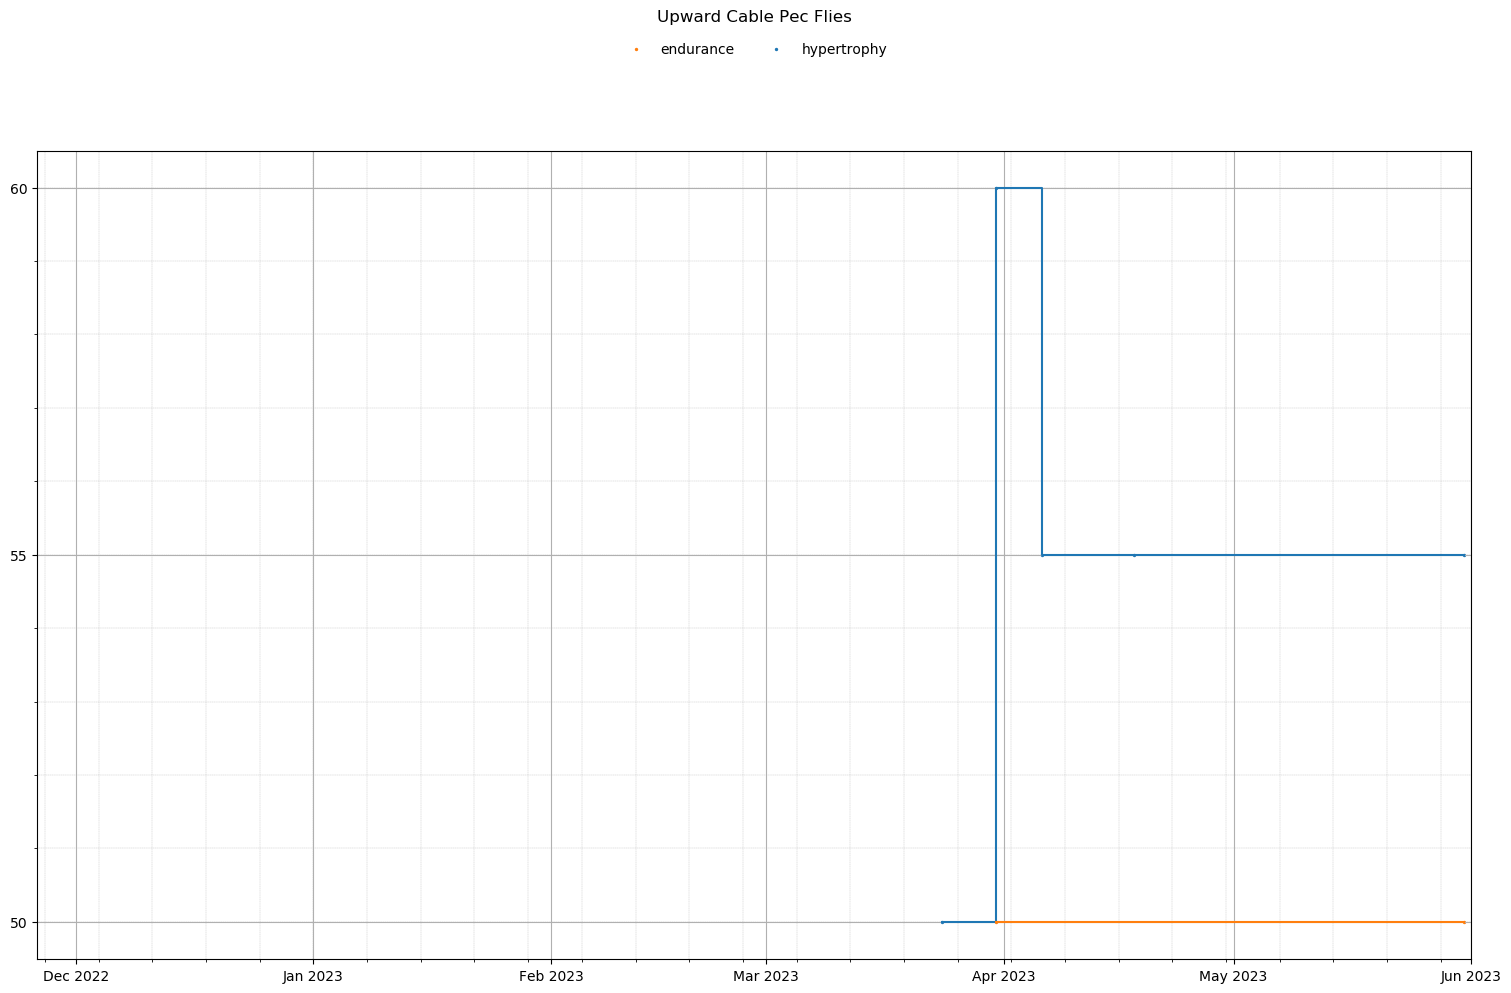 Upward Cable Pec Flies
endurance hypertrophy
60
55
50
Dec 2022 Jan 2023 Feb 2023 Mar 2023 Apr 2023 May 2023 Jun 2023